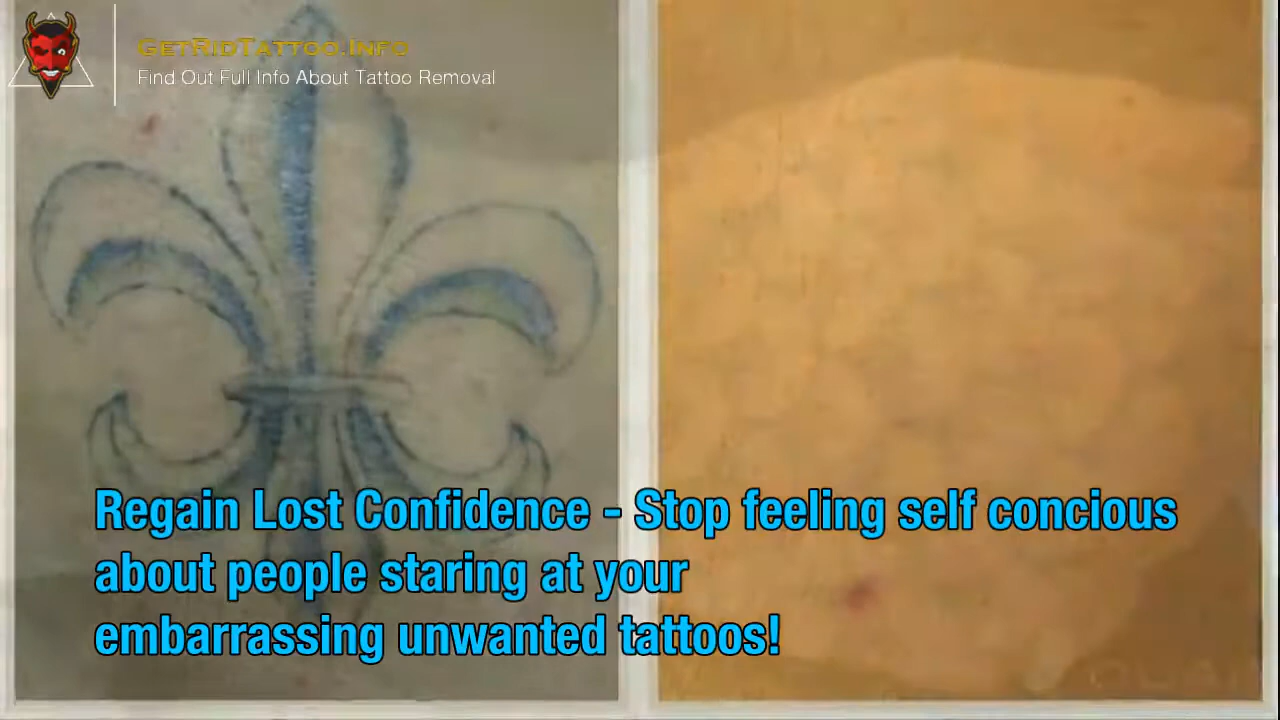 GetRidTattoo.Info
Find Out Full Info About Tattoo Removal
Regain Lost Confidence - Stop feeling self concious
about people staring at your
embarrassing unwanted tattoos!